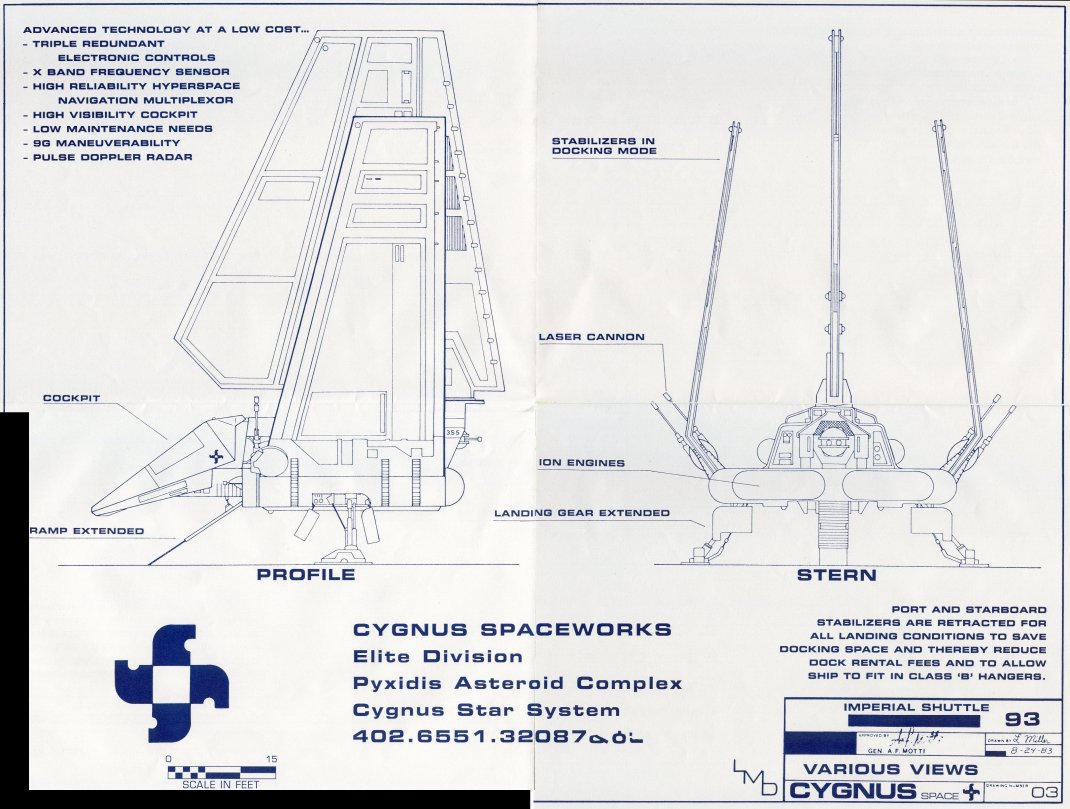 ADVANCED TECHNOLOGY AT A LOW COST...
- TRIPLE REDUNDANT
ELECTRONIC CONTROLS
- X BAND FREQUENCY SENSOR
- HIGH RELIABILITY HYPERSPACE
NAVIGATION MULTIPLEXOR
- HIGH VISIBILITY COCKPIT
- LOW MAINTENANCE NEEDS
- 9G MANEUVERABILITY
- PULSE DOPPLER RADAR
STABILIZERS IN
DOCKING MODE
LASER CANNON
COCKPIT
355
ION ENGINES
LANDING GEAR EXTENDED
RAMP EXTENDED
PROFILE
STERN
CYGNUS SPACEWORKS
Elite Division
Pyxidis Asteroid Complex
Cygnus Star System
402.6551.32087
0 15
SCALE IN FEET
PORT AND STARBOARD
STABILIZERS ARE RETRACTED FOR
ALL LANDING CONDITIONS TO SAVE
DOCKING SPACE AND THEREBY REDUCE
DOCK RENTAL FEES AND TO ALLOW
SHIP TO FIT IN CLASS 'B' HANGERS.
IMPERIAL SHUTTLE
93
APPROVED BY
GEN. A.F. MOTTI
DRAWN BY L Miller
8-24-83
VARIOUS VIEWS
LMD
CYGNUS SPACE
DRAWING NUMBER 03